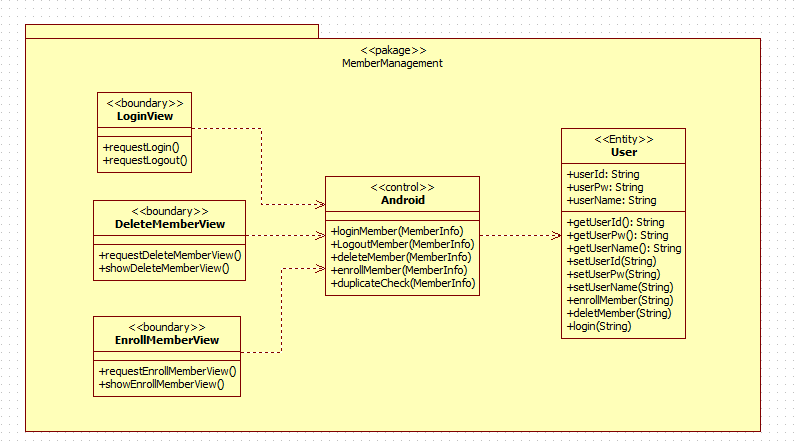 <<pakage>>
MemberManagement
<<boundary>>
LoginView
+requestLogin()
+requestLogout()
<<boundary>>
DeleteMemberView
+requestDeleteMemberView()
+showDeleteMemberView()
<<boundary>>
EnrollMemberView
+requestEnrollMemberView()
+showEnrollMemberView()
<<control>>
Android
+loginMember(MemberInfo)
+LogoutMember(MemberInfo)
+deleteMember(MemberInfo)
+enrollMember(MemberInfo)
+duplicateCheck(MemberInfo)
<<Entity>>
User
+userId: String
+userPw: String
+userName: String
+getUserId(): String
+getUserPw(): String
+getUserName(): String
+setUserId(String)
+setUserPw(String)
+setUserName(String)
+enrollMember(String)
+deletMember(String)
+login(String)